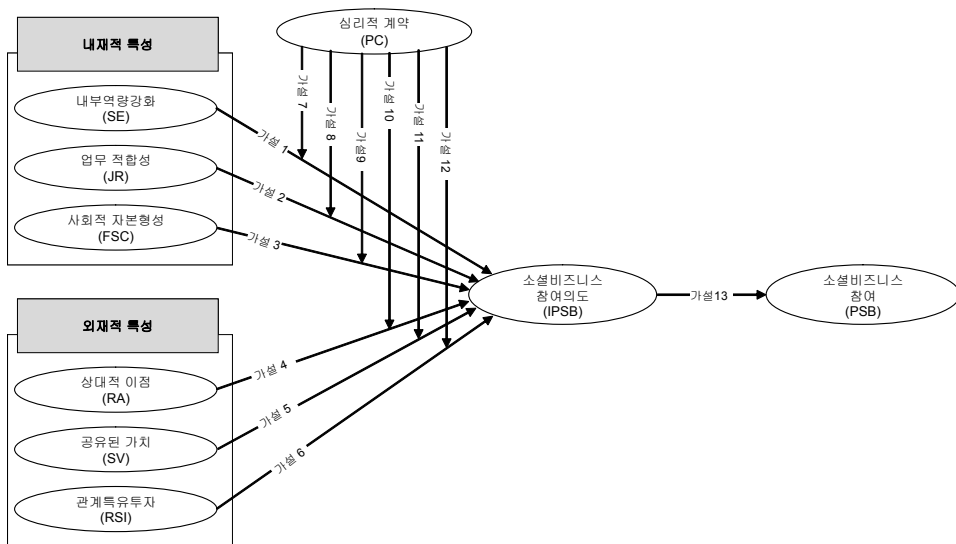 심리적 계약
(PC)
내재적 특성
내부역량강화
(SE)
업무 적합성
(JR)
사회적 자본형성
(FSC)
가설 7
가설 8
가설9
가설 10
가설 11
가설 12
가설 1
가설 2
가설 3
소셜비즈니스
참여의도
(IPSB)
가설13
소셜비즈니스
참여
(PSB)
외재적 특성
상대적 이점
(RA)
공유된 가치
(SV)
관계특유투자
(RSI)
가설 4
가설 5
가설 6